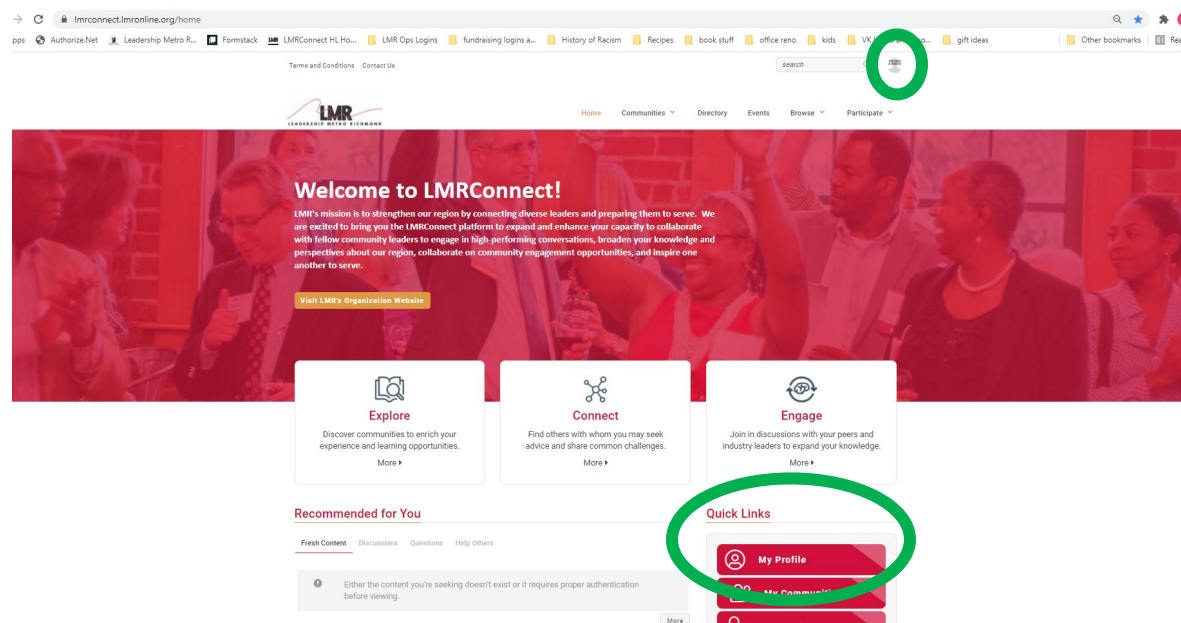 lmrconnect.lmronline.org/home
Authorize.Net Leadership Metro R... Formstack LMRConnect HL Ho... LMR Ops Logins fundraising logins a... History of Racism Recipes book stuff office reno kids gift ideas Other bookmarks
Terms and Conditions Contact Us search
LMR
LEADERSHIP METRO RICHMOND
Home Communities Directory Events Browse Participate
Welcome to LMRConnect!
LMR's mission is to strengthen our region by connecting diverse leaders and preparing them to serve. We
are excited to bring you the LMRConnect platform to expand and enhance your capacity to collaborate
with fellow community leaders to engage in high-performing conversations, broaden your knowledge and
perspectives about our region, collaborate on community engagement opportunities, and inspire one
another to serve.
Visit LMR's Organization Website
Explore
Discover communities to enrich your
experience and learning opportunities.
More
Connect
Find others with whom you may seek
advice and share common challenges.
More
Engage
Join in discussions with your peers and
industry leaders to expand your knowledge.
More
Recommended for You
Fresh Content Discussions Questions Help Others
Either the content you're seeking doesn't exist or it requires proper authentication
before viewing.
More
Quick Links
My Profile
My